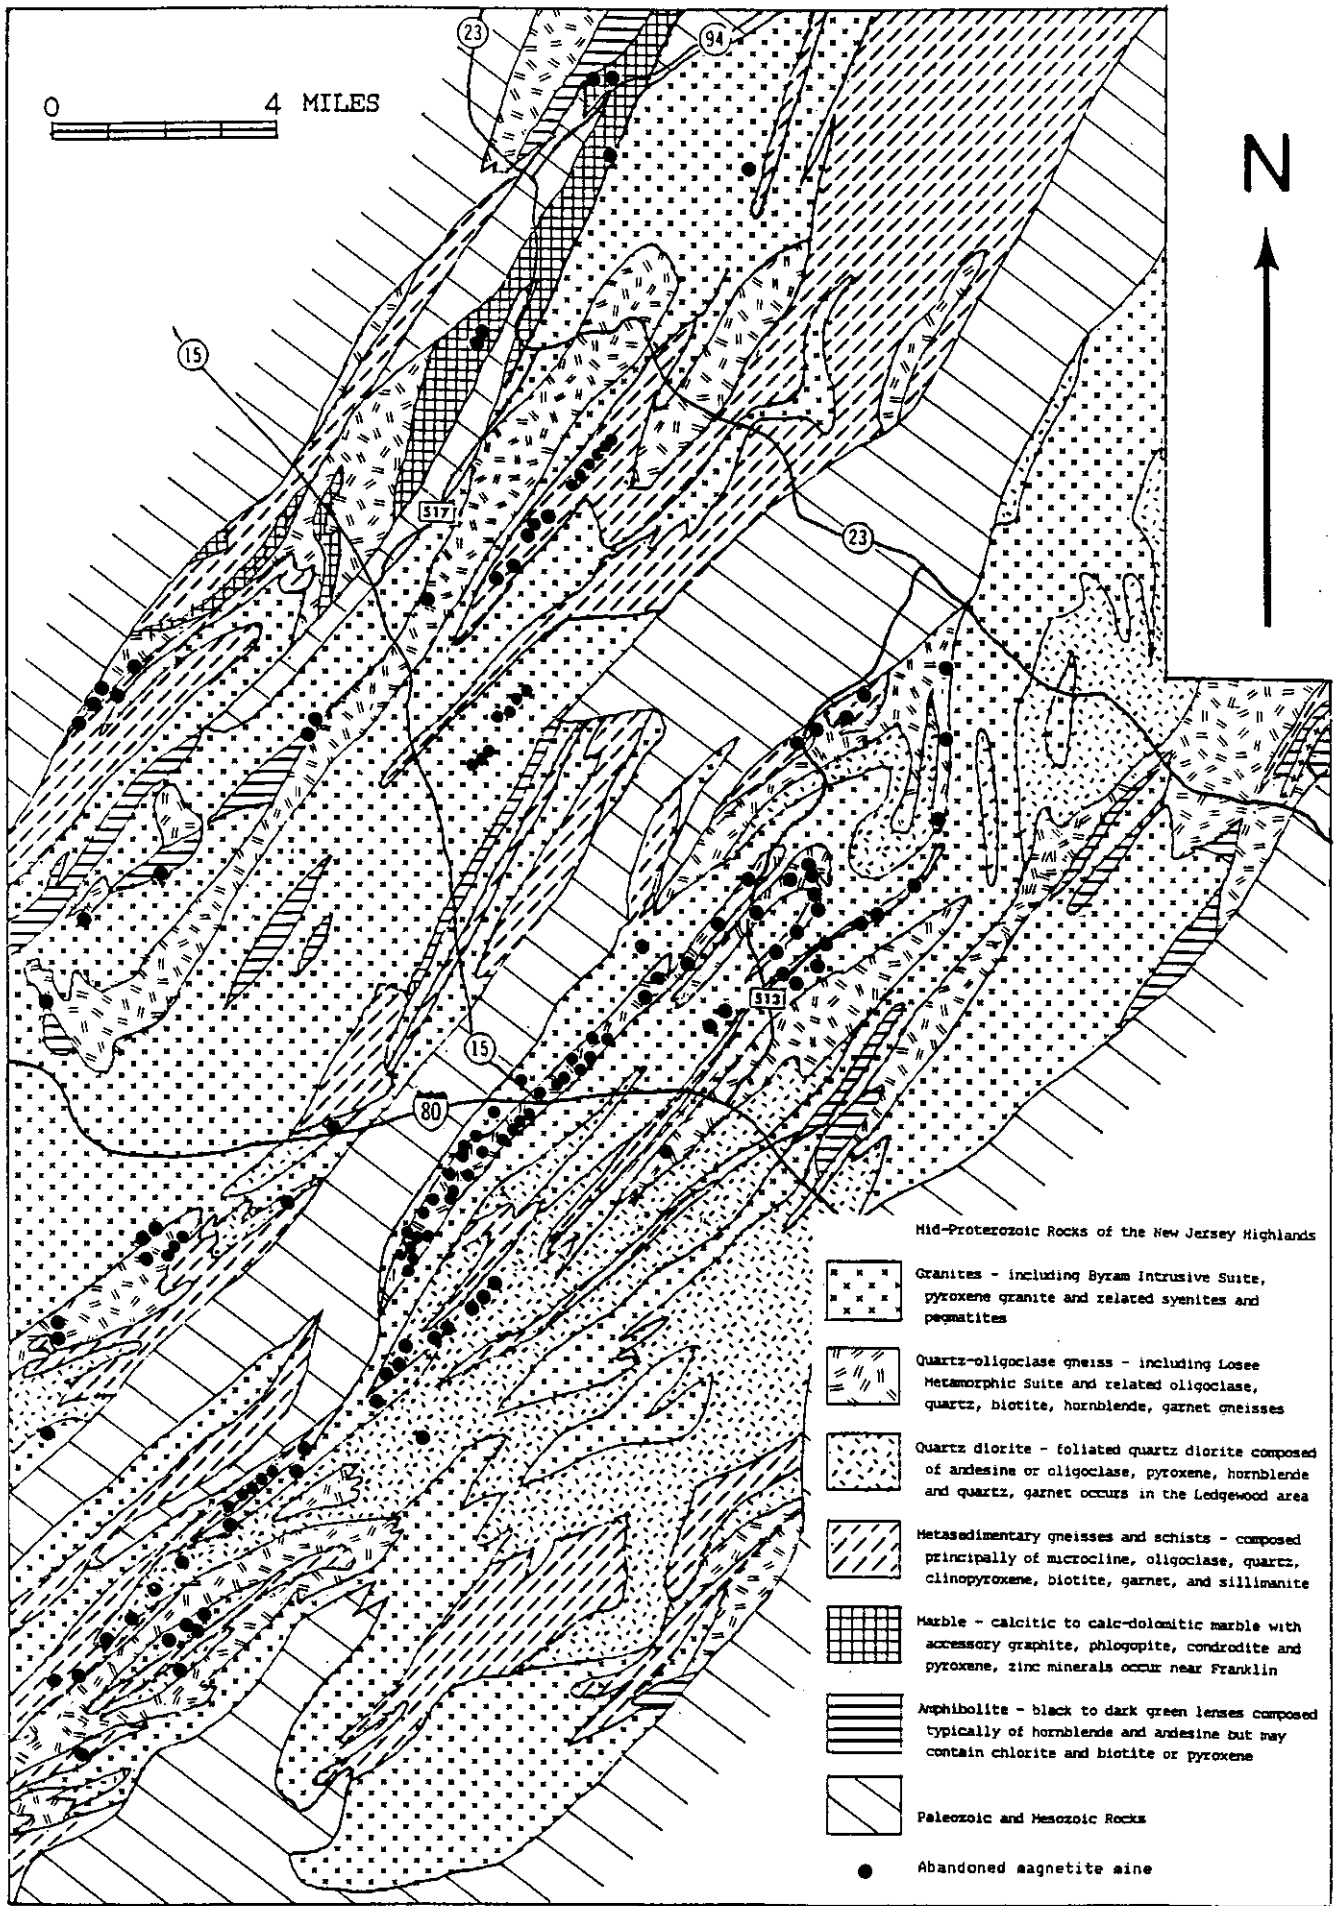 23
94
0 4 MILES
N
15
517
23
513
15
80
Mid-Proterozoic Rocks of the New Jersey Highlands
Granites - including Byram Intrusive Suite,
pyroxene granite and related syenites and
pegmatites
Quartz-oligoclase gneiss - including Losee
Metamorphic Suite and related oligoclase,
quartz, biotite, hornblende, garnet gneisses
Quartz diorite - foliated quartz diorite composed
of andesine or oligoclase, pyroxene, hornblende
and quartz, garnet occurs in the Ledgewood area
Metasedimentary gneisses and schists - composed
principally of microcline, oligoclase, quartz,
clinopyroxene, biotite, garnet, and sillimanite
Marble - calcitic to calc-dolomitic marble with
accessory graphite, phlogopite, condrodite and
pyroxene, zinc minerals occur near Franklin
Amphibolite - black to dark green lenses composed
typically of hornblende and andesine but may
contain chlorite and biotite or pyroxene
Paleozoic and Mesozoic Rocks
Abandoned magnetite mine